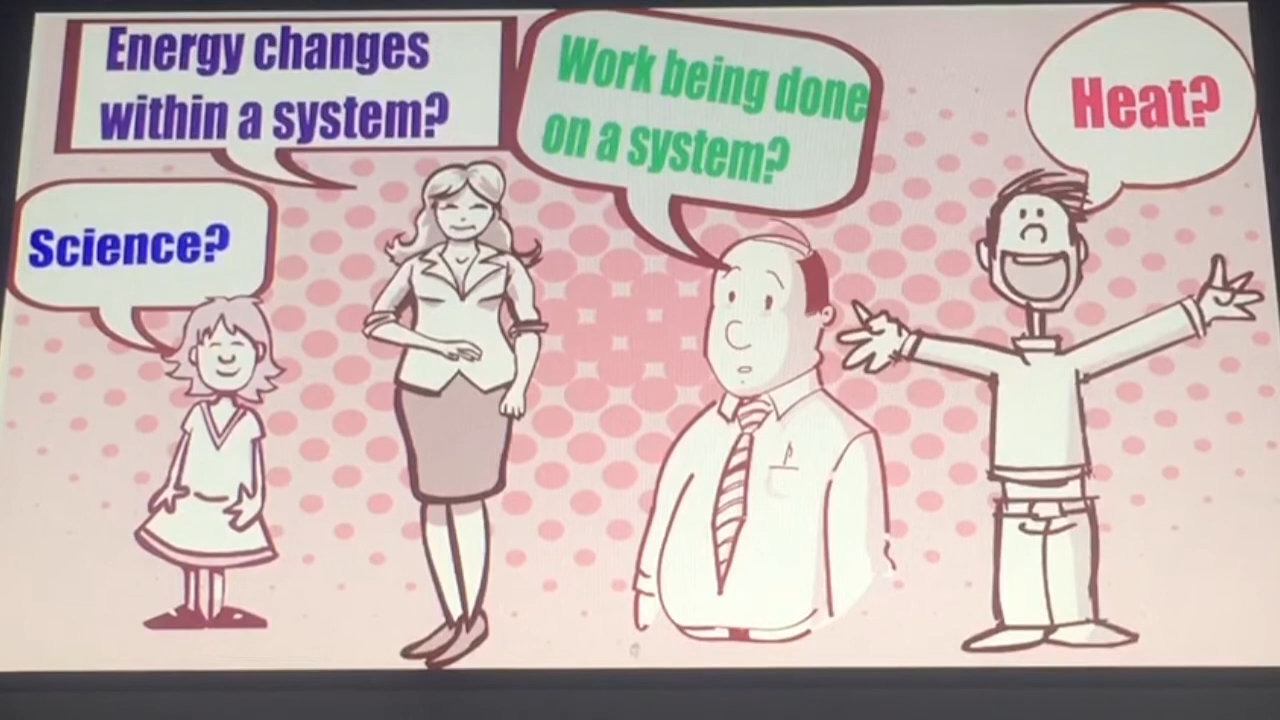 Energy changes
within a system?
Work being done
on a system?
Heat?
Science?